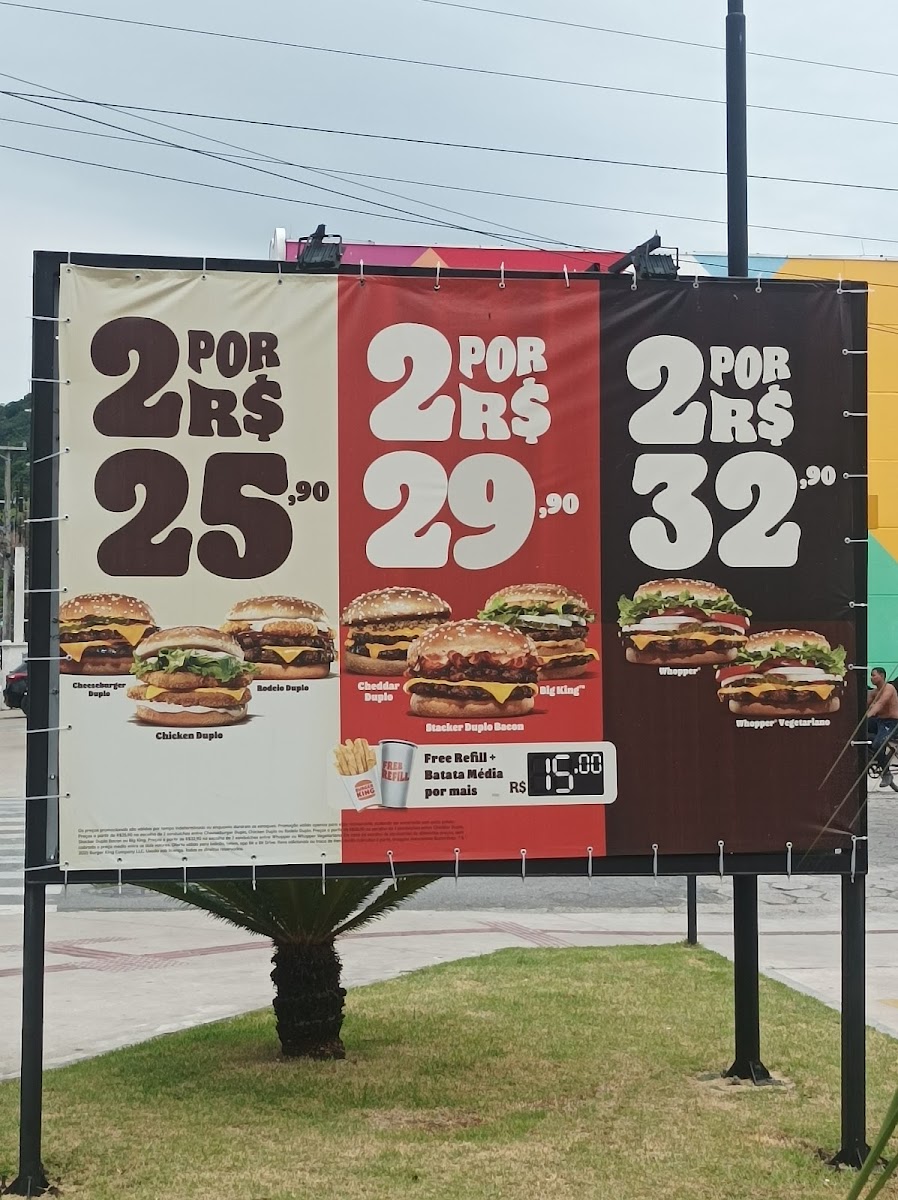 2 POR
R$
25,90
Cheeseburger
Duplo
Rodeio Duplo
Chicken Duplo
2 POR
R$
29,90
Cheddar
Duplo
Big King™
Stacker Duplo Bacon
2 POR
R$
32,90
Whopper®
Whopper® Vegetariano
BURGER
KING
FREE
REFILL
Free Refill +
Batata Média
por mais
R$ 15,00